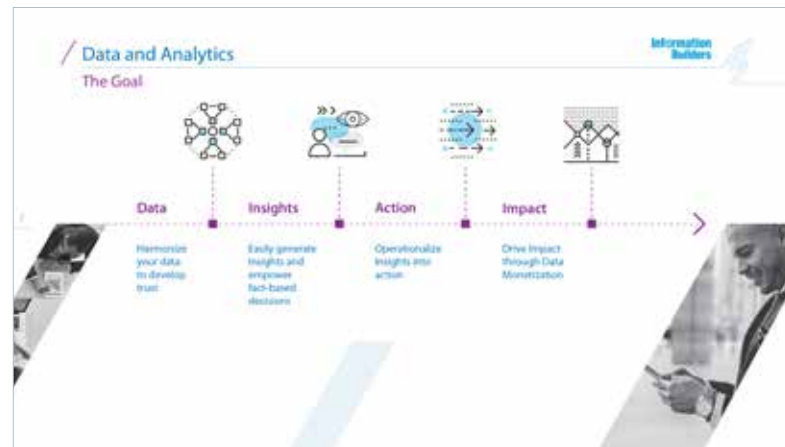 Data and Analytics
Information
Builders
The Goal
Data
Insights
Action
Impact
Harmonize
your data
to develop
trust
Easily generate
Insights and
empower
fact-based
decisions
Operationalize
Insights into
action
Drive Impact
through Data
Monetization